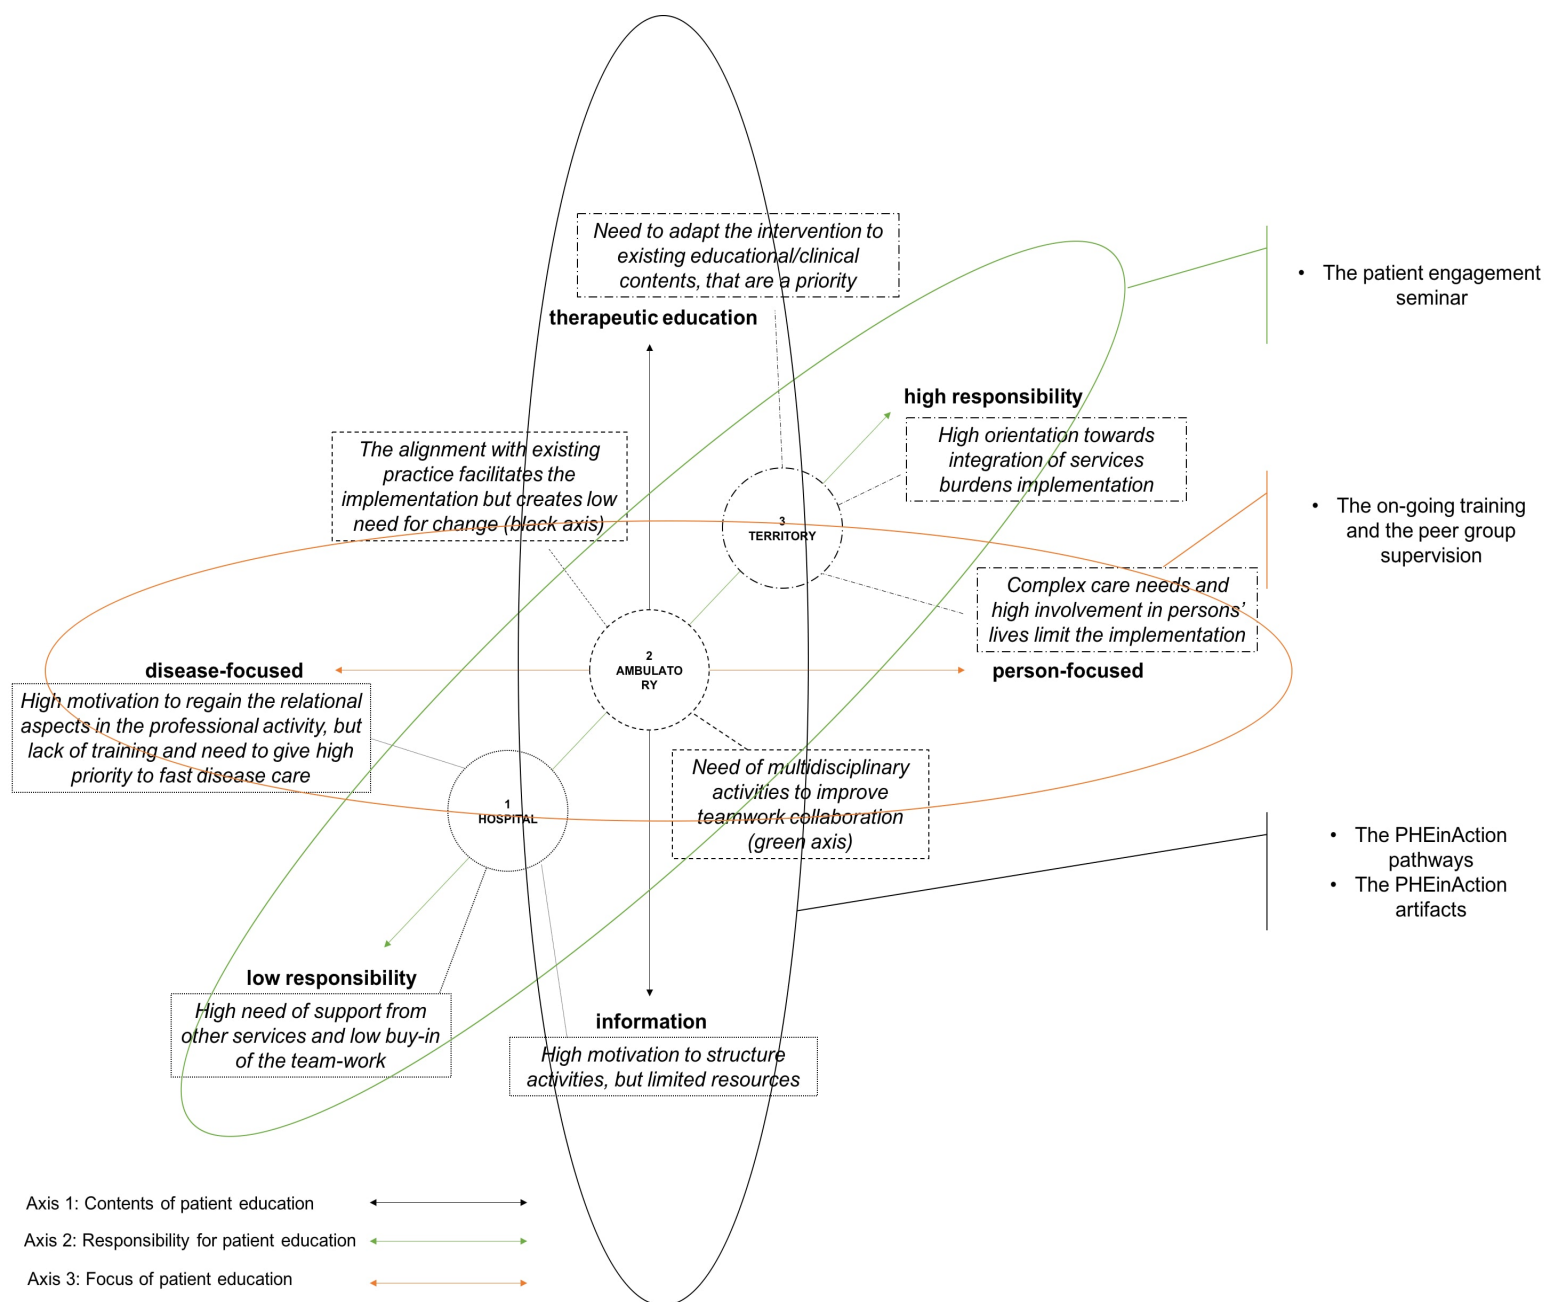 Need to adapt the intervention to
existing educational/clinical
contents, that are a priority
therapeutic education
• The patient engagement
seminar
high responsibility
High orientation towards
integration of services
burdens implementation
The alignment with existing
practice facilitates the
implementation but creates low
need for change (black axis)
3
TERRITORY
• The on-going training
and the peer group
supervision
Complex care needs and
high involvement in persons'
lives limit the implementation
disease-focused
2
AMBULATO
RY
person-focused
High motivation to regain the relational
aspects in the professional activity, but
lack of training and need to give high
priority to fast disease care
Need of multidisciplinary
activities to improve
teamwork collaboration
(green axis)
1
HOSPITAL
• The PHEinAction
pathways
• The PHEinAction
artifacts
low responsibility
High need of support from
other services and low buy-in
of the team-work
information
High motivation to structure
activities, but limited resources
Axis 1: Contents of patient education
Axis 2: Responsibility for patient education
Axis 3: Focus of patient education